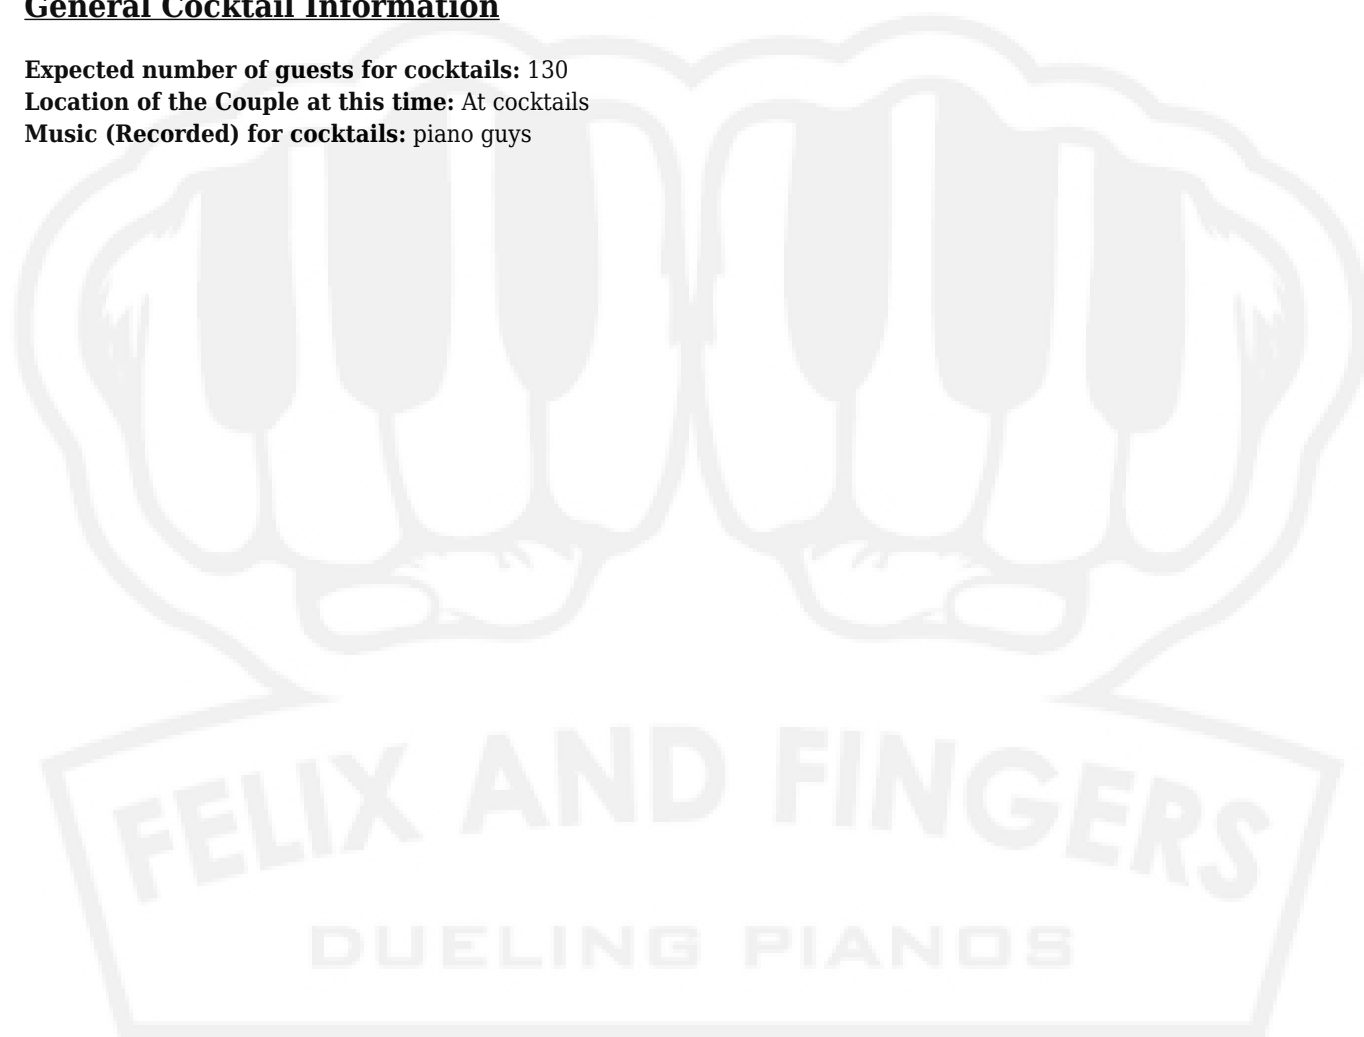 General Cocktail Information
Expected number of guests for cocktails: 130
Location of the Couple at this time: At cocktails
Music (Recorded) for cocktails: piano guys
FELIX AND FINGERS
DUELING PIANOS